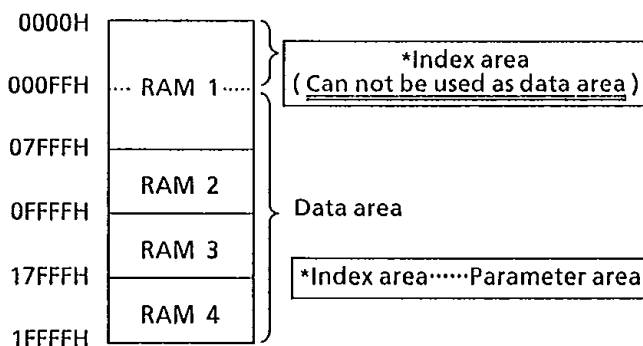 0000H
*Index area
( Can not be used as data area )
000FFH ···· RAM 1 ·····
07FFFH
RAM 2
0FFFFH
Data area
RAM 3
17FFFH
*Index area ······ Parameter area
RAM 4
1FFFFH